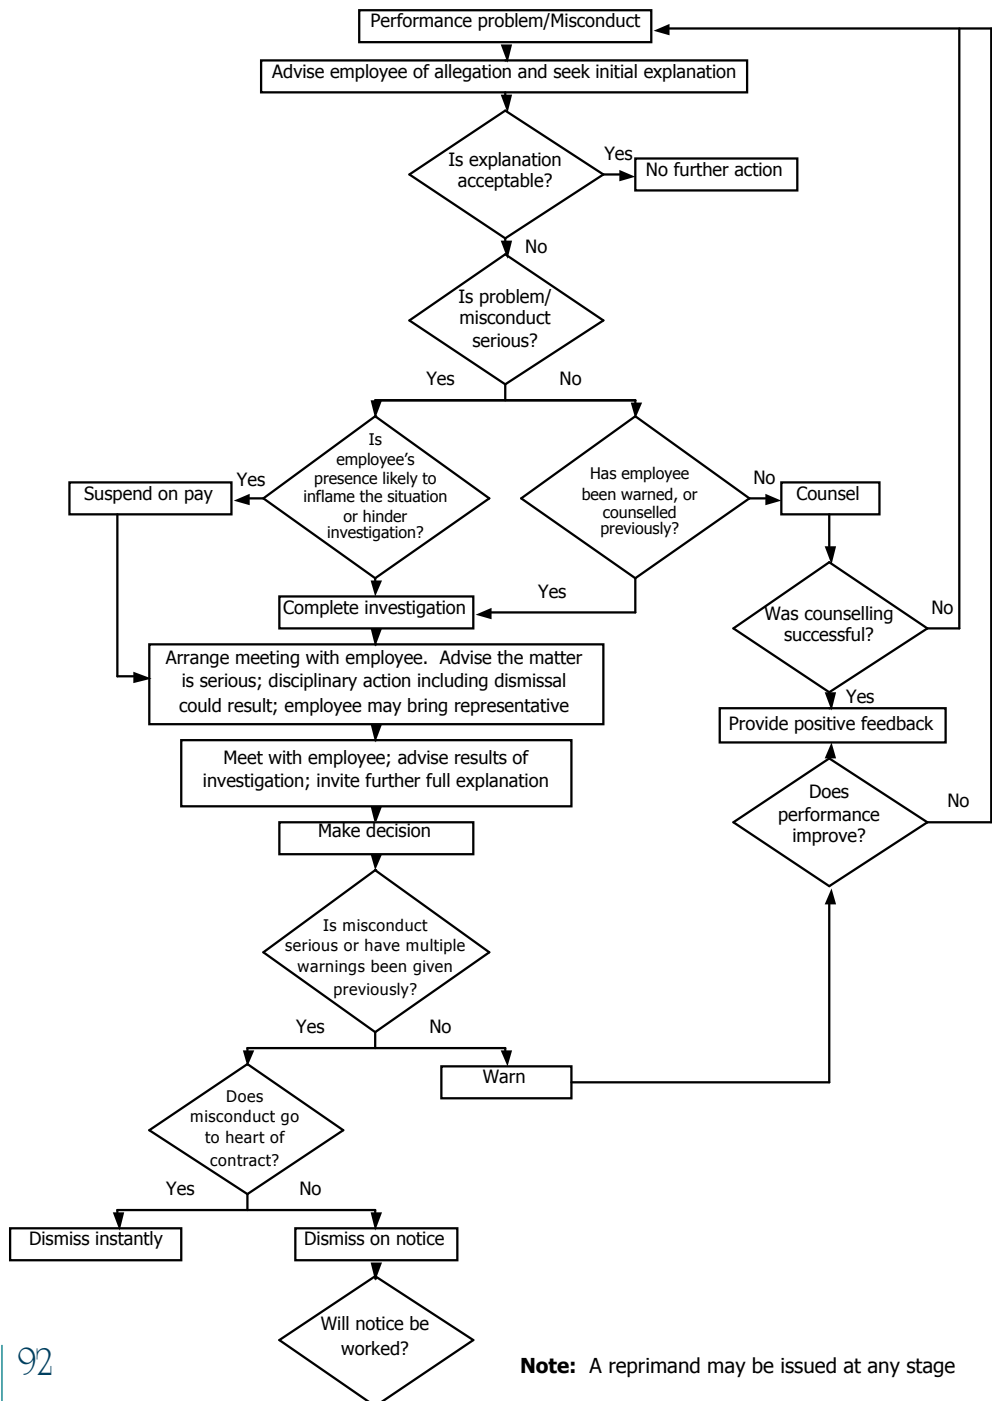 Performance problem/Misconduct
Advise employee of allegation and seek initial explanation
Is explanation
acceptable?
Yes
No further action
No
Is problem/
misconduct
serious?
Yes
No
Is
employee's
presence likely to
inflame the situation
or hinder
investigation?
Yes
Suspend on pay
Has employee
been warned, or
counselled
previously?
No
Counsel
Yes
Complete investigation
Was counselling
successful?
No
Yes
Arrange meeting with employee.  Advise the matter
is serious; disciplinary action including dismissal
could result; employee may bring representative
Provide positive feedback
Meet with employee; advise results of
investigation; invite further full explanation
Does
performance
improve?
No
Make decision
Is misconduct
serious or have multiple
warnings been given
previously?
Yes
No
Warn
Does
misconduct go
to heart of
contract?
Yes
No
Dismiss instantly
Dismiss on notice
Will notice be
worked?
92
Note:  A reprimand may be issued at any stage